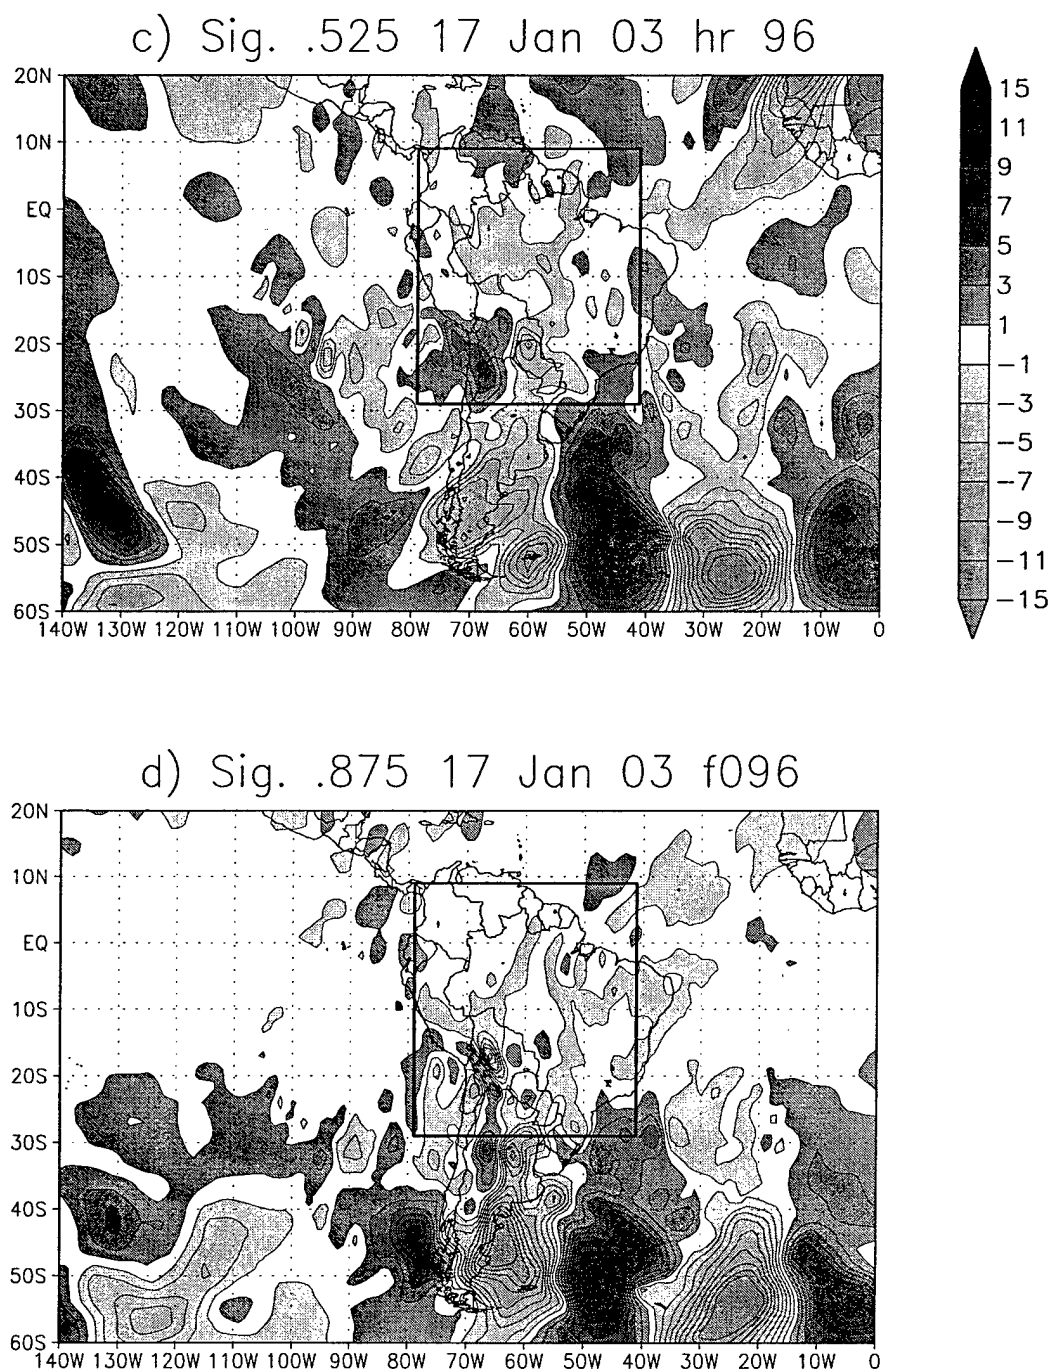 c) Sig. .525 17 Jan 03 hr 96
20N
10N
EQ
10S
20S
30S
40S
50S
60S
140W 130W 120W 110W 100W 90W 80W 70W 60W 50W 40W 30W 20W 10W 0
15
11
9
7
5
3
1
−1
−3
−5
−7
−9
−11
−15
d) Sig. .875 17 Jan 03 f096
20N
10N
EQ
10S
20S
30S
40S
50S
60S
140W 130W 120W 110W 100W 90W 80W 70W 60W 50W 40W 30W 20W 10W 0